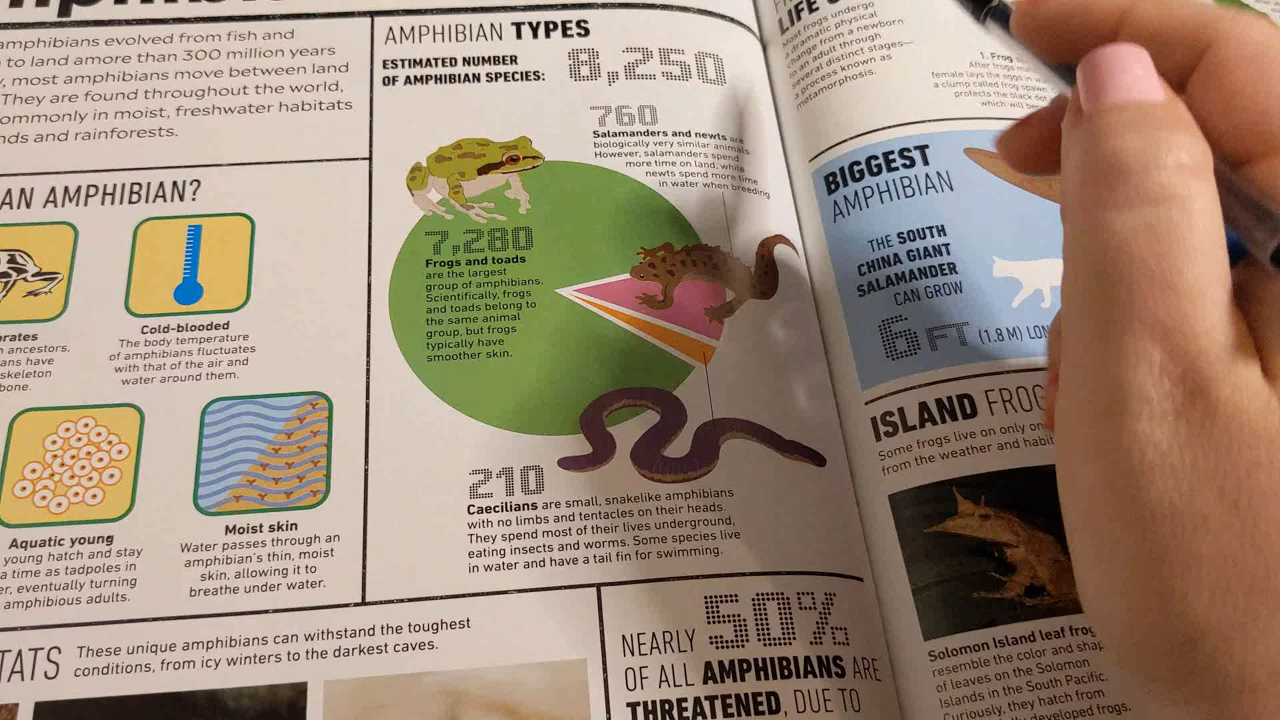 amphibians evolved from fish and
to land amore than 300 million years
most amphibians move between land
They are found throughout the world,
ommonly in moist, freshwater habitats
nds and rainforests.
AN AMPHIBIAN?
Cold-blooded
The body temperature
of amphibians fluctuates
with that of the air and
water around them.
rates
ancestors.
ans have
skeleton
bone.
Aquatic young
young hatch and stay
a time as tadpoles in
er, eventually turning
amphibious adults.
Moist skin
Water passes through an
amphibian's thin, moist
skin, allowing it to
breathe under water.
TATS
These unique amphibians can withstand the toughest
conditions, from icy winters to the darkest caves.
AMPHIBIAN TYPES
ESTIMATED NUMBER
OF AMPHIBIAN SPECIES:
8,250
760
Salamanders and newts are
biologically very similar animals.
However, salamanders spend
more time on land, while
newts spend more time
in water when breeding
7,280
Frogs and toads
are the largest
group of amphibians.
Scientifically, frogs
and toads belong to
the same animal
group, but frogs
typically have
smoother skin.
210
Caecilians are small, snakelike amphibians
with no limbs and tentacles on their heads.
They spend most of their lives underground,
eating insects and worms. Some species live
in water and have a tail fin for swimming.
NEARLY 50%
OF ALL AMPHIBIANS ARE
THREATENED, DUE TO
LIFE
Most frogs undergo
a dramatic physical
change from a newborn
to an adult through
several distinct stages—
a process known as
metamorphosis.
1. Frog
After frogs
female lays the eggs in
a clump called frog spawn
protects the black
which will
BIGGEST
AMPHIBIAN
THE SOUTH
CHINA GIANT
SALAMANDER
CAN GROW
6 FT (1.8 M) LON
ISLAND FROG
Some frogs live on only on
from the weather and habit
Solomon Island leaf frog
resemble the color and shap
of leaves on the Solomon
Islands in the South Pacific.
Curiously, they hatch from
developed frogs.